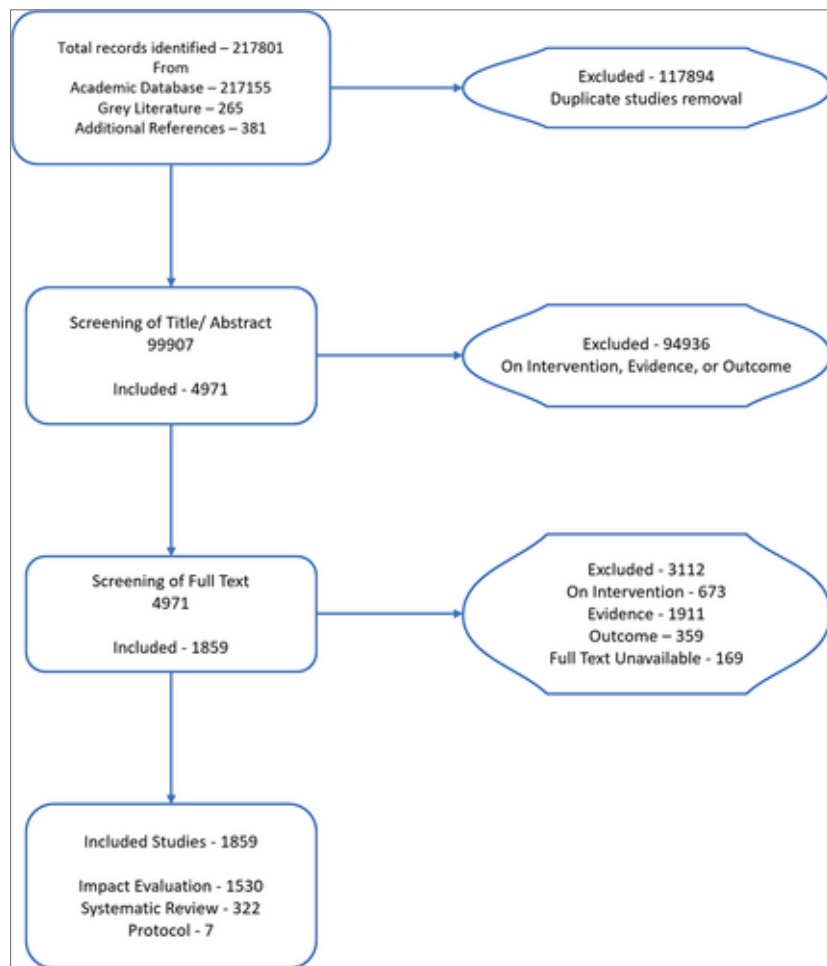 Total records identified – 217801
From
Academic Database - 217155
Grey Literature - 265
Additional References – 381
Excluded - 117894
Duplicate studies removal
Screening of Title/ Abstract
99907
Included - 4971
Excluded - 94936
On Intervention, Evidence, or Outcome
Screening of Full Text
4971
Included - 1859
Excluded - 3112
On Intervention - 673
Evidence - 1911
Outcome – 359
Full Text Unavailable - 169
Included Studies - 1859
Impact Evaluation - 1530
Systematic Review - 322
Protocol - 7